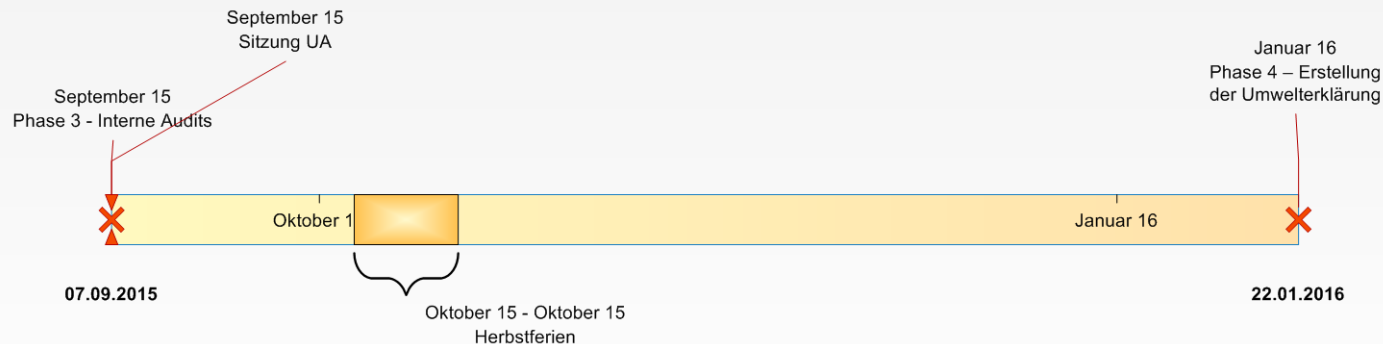 September 15
Sitzung UA
September 15
Phase 3 - Interne Audits
Januar 16
Phase 4 – Erstellung
der Umwelterklärung
Oktober 1
Januar 16
07.09.2015
22.01.2016
Oktober 15 - Oktober 15
Herbstferien